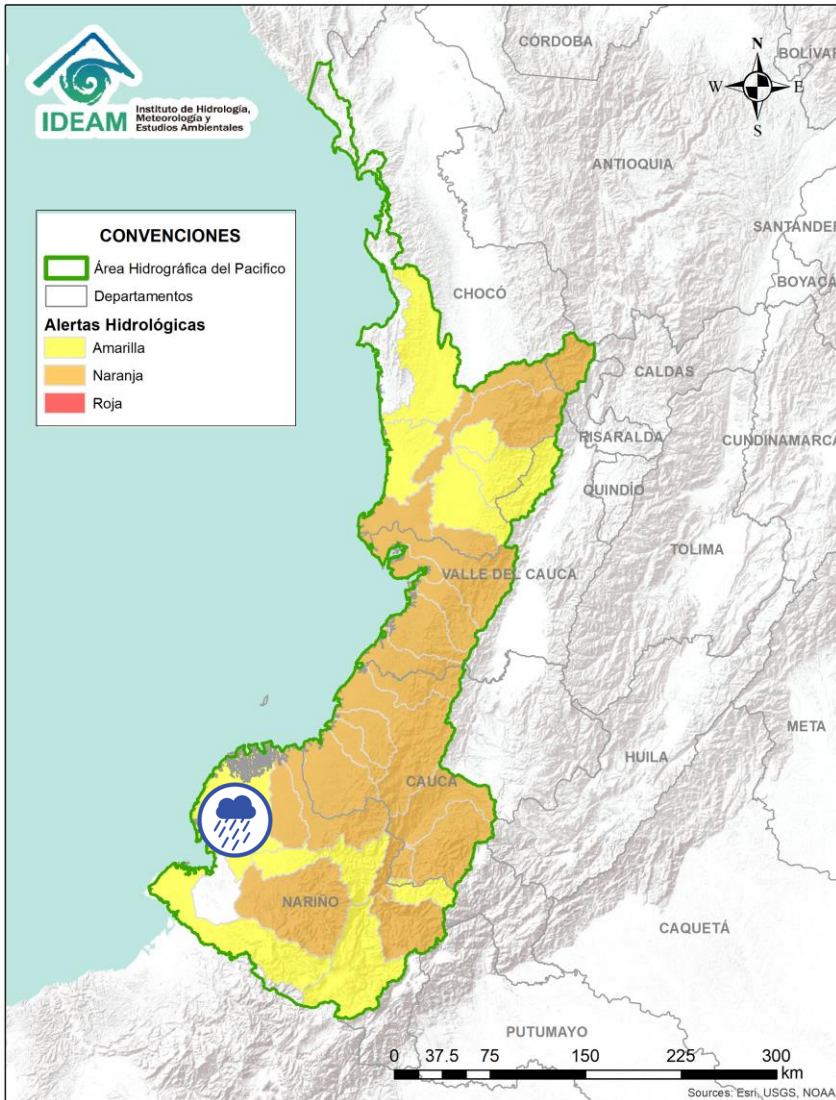 IDEAM
Instituto de Hidrología,
Meteorología y
Estudios Ambientales
CÓRDOBA
BOLÍVAR
N
W E
S
ANTIOQUIA
SANTANDER
BOYACÁ
CONVENCIONES
Área Hidrográfica del Pacifico
Departamentos
Alertas Hidrológicas
Amarilla
Naranja
Roja
CHOCÓ
CALDAS
RISARALDA
CUNDINAMARCA
QUINDÍO
TOLIMA
VALLE DEL CAUCA
META
HUILA
CAUCA
NARIÑO
CAQUETÁ
PUTUMAYO
0 37.5 75 150 225 300
km
Sources: Esri, USGS, NOAA